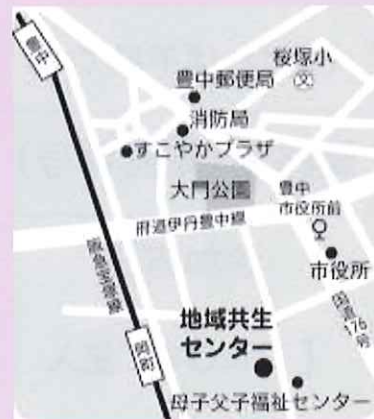 豊中
桜塚小
文
豊中郵便局
消防局
すこやかプラザ
大門公園
豊中
市役所前
府道伊丹豊中線
市役所
阪急宝塚線
国道176号
地域共生
センター
岡町
母子父子福祉センター